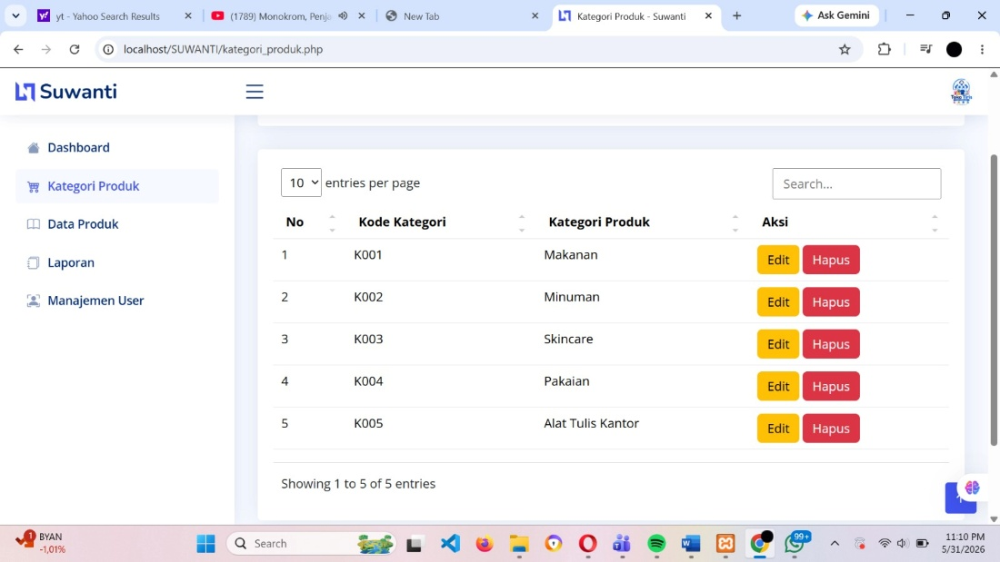 yt - Yahoo Search Results
(1789) Monokrom, Penja
New Tab
Kategori Produk - Suwanti
Ask Gemini
localhost/SUWANTI/kategori_produk.php
Suwanti
Dashboard
Kategori Produk
Data Produk
Laporan
Manajemen User
10 entries per page
Search...
No Kode Kategori Kategori Produk Aksi
1 K001 Makanan Edit Hapus
2 K002 Minuman Edit Hapus
3 K003 Skincare Edit Hapus
4 K004 Pakaian Edit Hapus
5 K005 Alat Tulis Kantor Edit Hapus
Showing 1 to 5 of 5 entries
1
BYAN
-1,01%
Search
99+
11:10 PM
5/31/2026